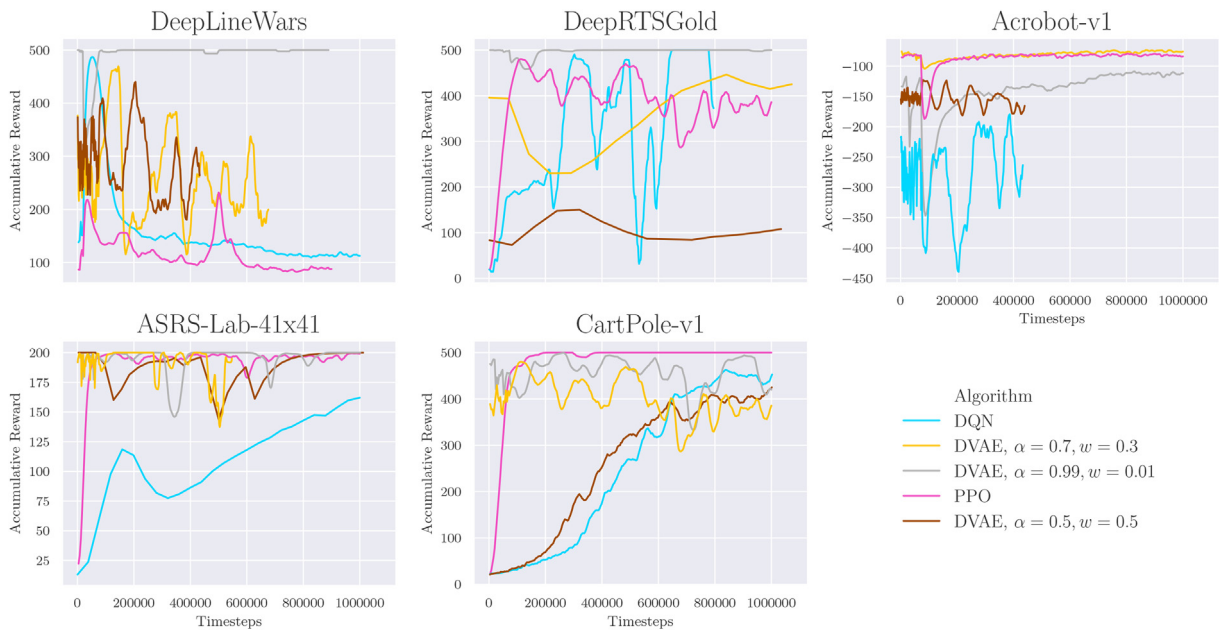 DeepLineWars
DeepRTSGold
Acrobot-v1
Accumulative Reward
500
400
300
200
100
Accumulative Reward
500
400
300
200
100
0
Accumulative Reward
−100
−150
−200
−250
−300
−350
−400
−450
0 200000 400000 600000 800000 1000000
Timesteps
ASRS-Lab-41x41
CartPole-v1
Accumulative Reward
200
175
150
125
100
75
50
25
0 200000 400000 600000 800000 1000000
Timesteps
Accumulative Reward
500
400
300
200
100
0
0 200000 400000 600000 800000 1000000
Timesteps
Algorithm
DQN
DVAE, α = 0.7, w = 0.3
DVAE, α = 0.99, w = 0.01
PPO
DVAE, α = 0.5, w = 0.5